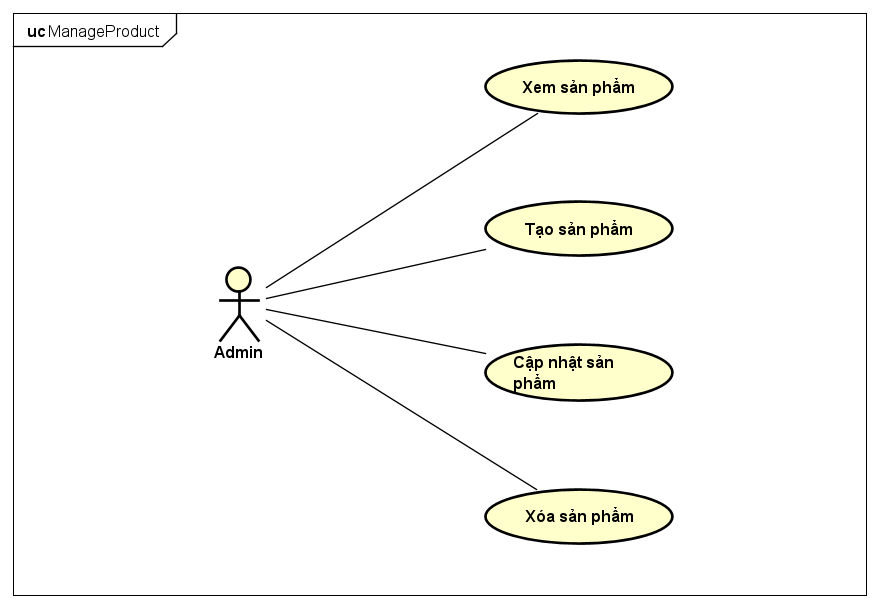 uc ManageProduct
Xem sản phẩm
Tạo sản phẩm
Admin
Cập nhật sản
phẩm
Xóa sản phẩm